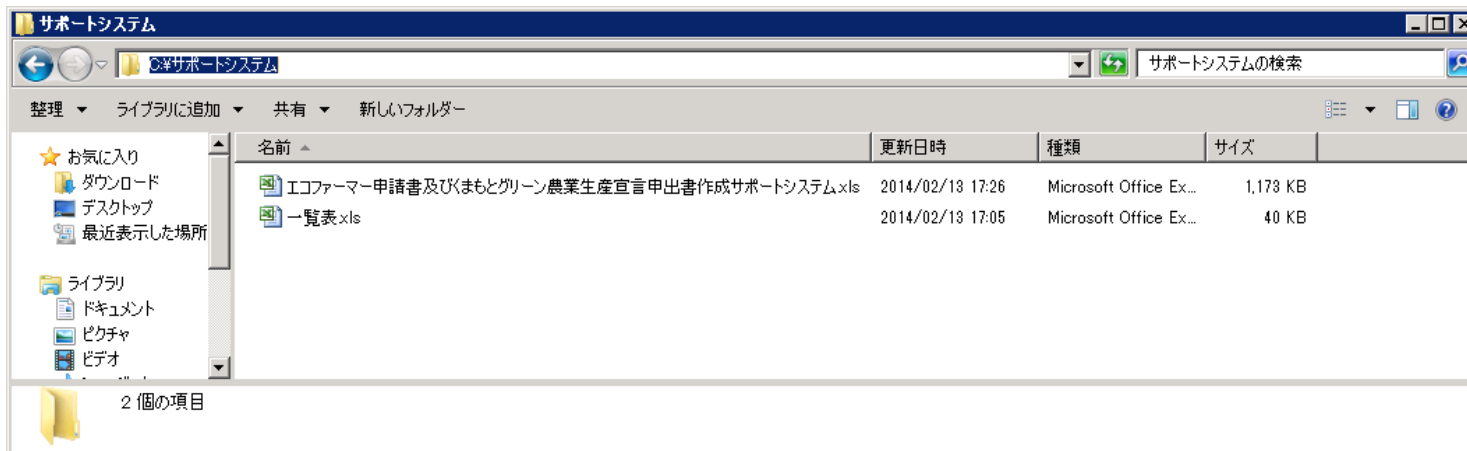 サポートシステム
C:¥サポートシステム
サポートシステムの検索
整理 ライブラリに追加 共有 新しいフォルダー
お気に入り
ダウンロード
デスクトップ
最近表示した場所
ライブラリ
ドキュメント
ピクチャ
ビデオ
名前 更新日時 種類 サイズ
エコファーマー申請書及びくまもとグリーン農業生産宣言申出書作成サポートシステム.xls 2014/02/13 17:26 Microsoft Office Ex... 1,173 KB
一覧表.xls 2014/02/13 17:05 Microsoft Office Ex... 40 KB
2 個の項目